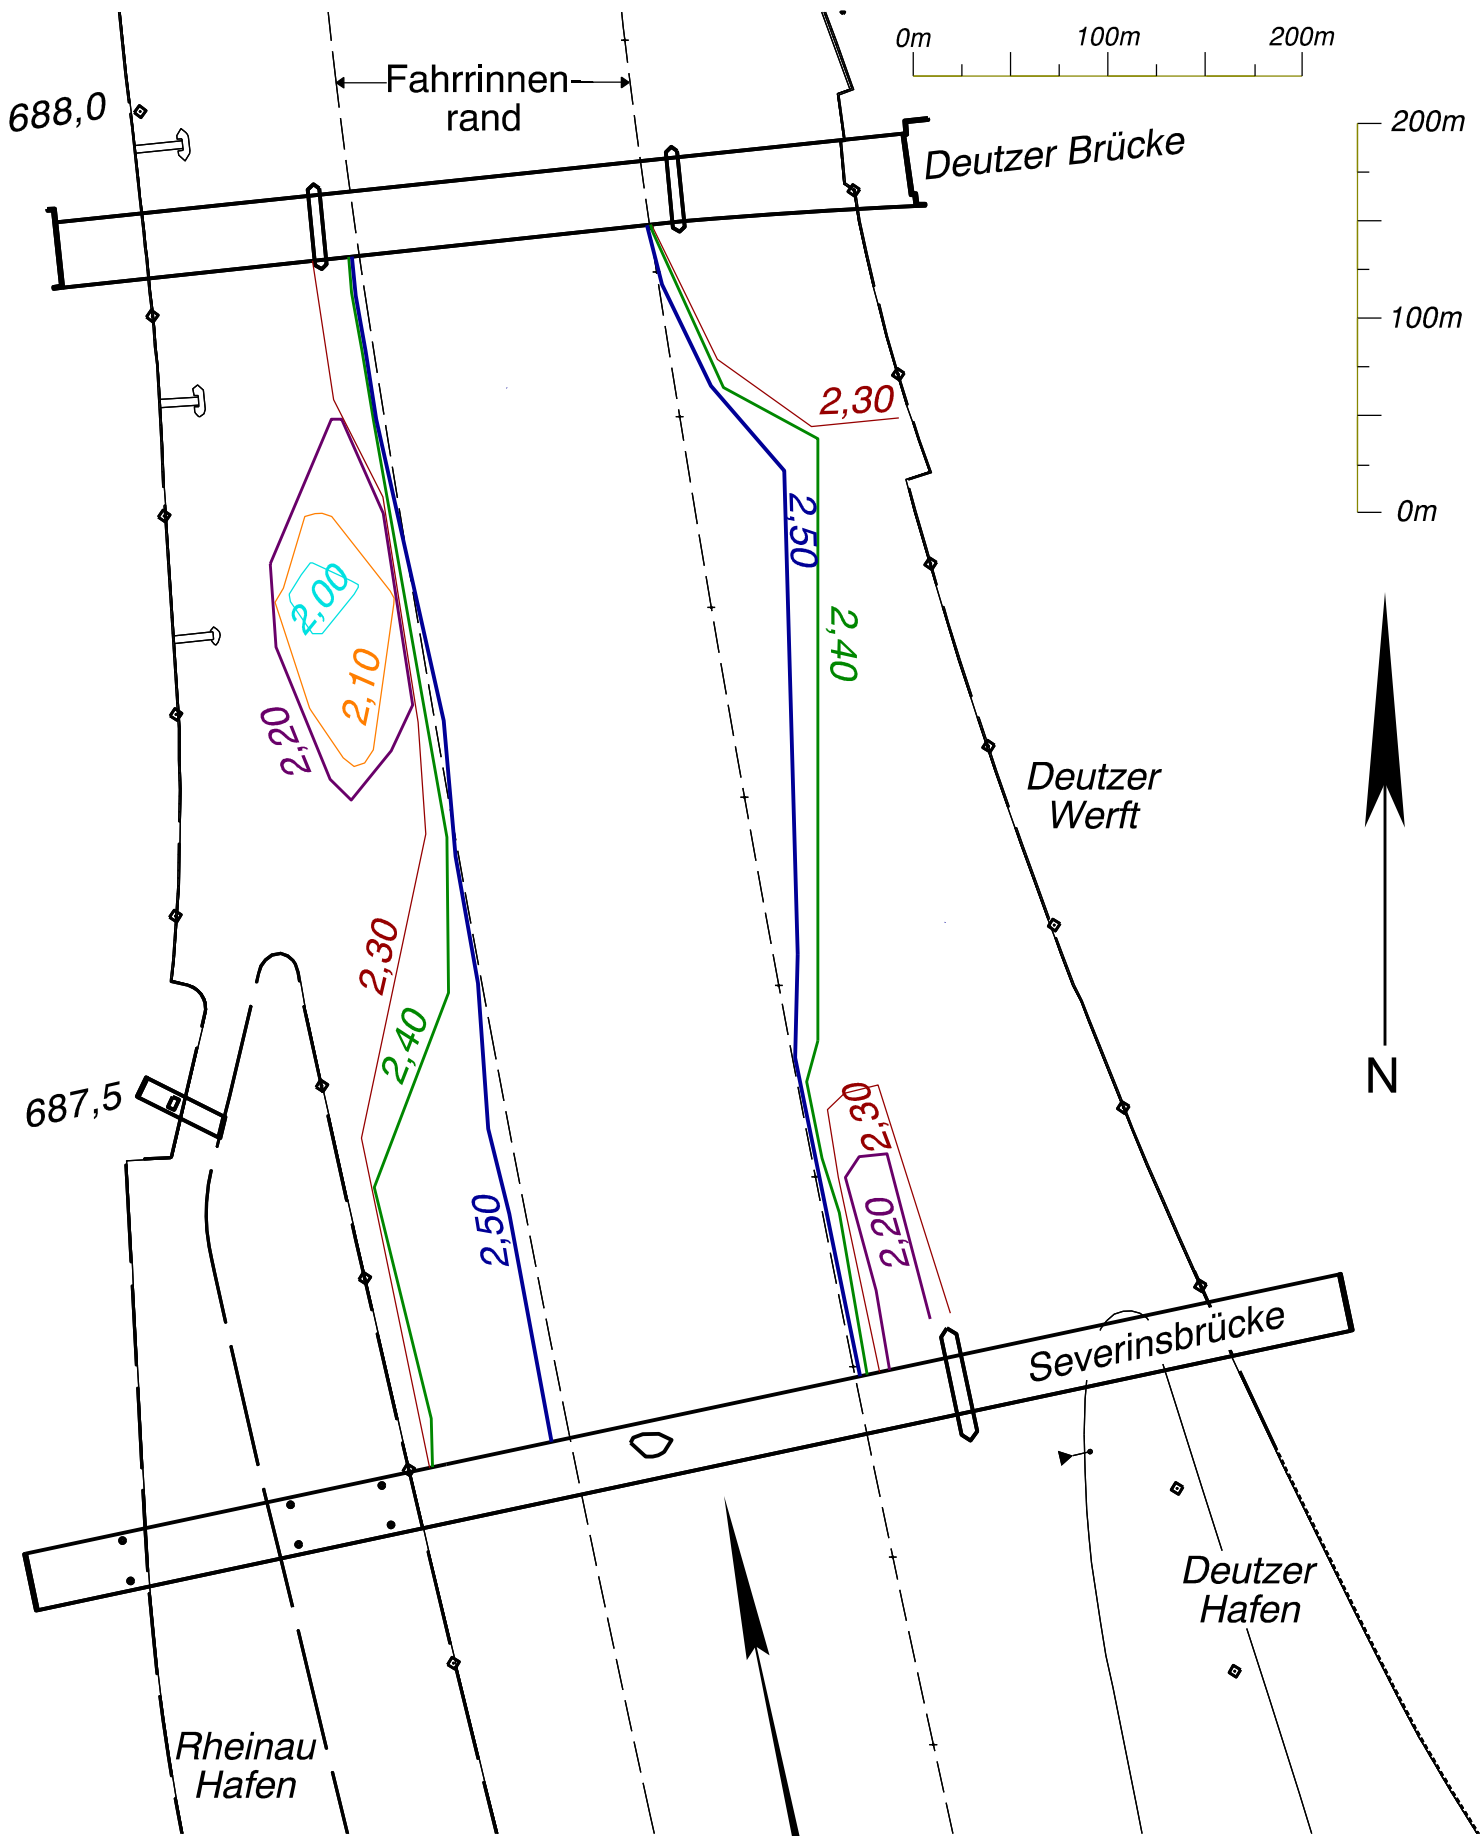 0m 100m 200m
Fahrrinnen
rand
688,0
200m
Deutzer Brücke
100m
2,30
0m
2,50
2,00
2,40
2,10
2,20
Deutzer
Werft
2,30
2,40
N
687,5
2,30
2,50
2,20
Severinsbrücke
Deutzer
Hafen
Rheinau
Hafen